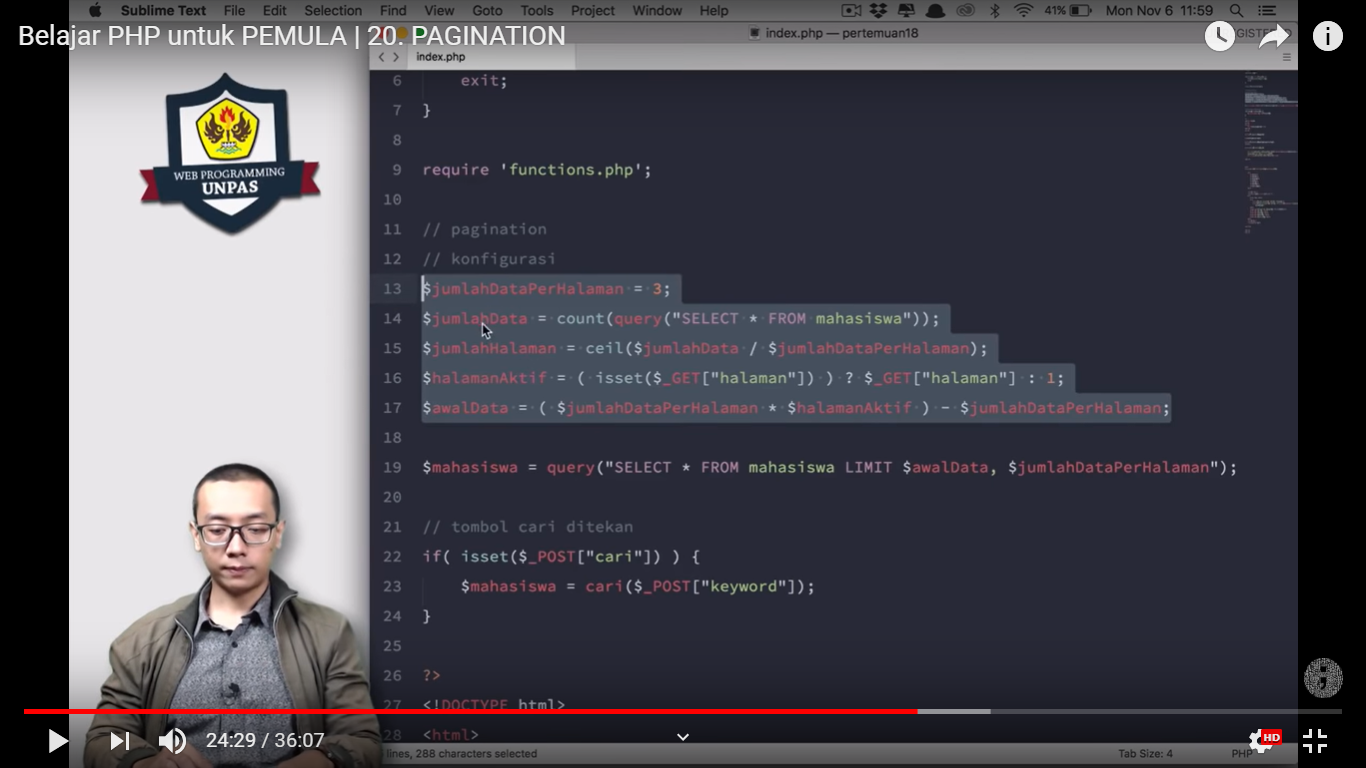 Sublime Text File Edit Selection Find View Goto Tools Project Window Help 41% Mon Nov 6 11:59
Belajar PHP untuk PEMULA | 20. PAGINATION
index.php — pertemuan18
index.php
WEB PROGRAMMING
UNPAS
6 exit;
7 }
8
9 require 'functions.php';
10
11 // pagination
12 // konfigurasi
13 $jumlahDataPerHalaman = 3;
14 $jumlahData = count(query("SELECT * FROM mahasiswa"));
15 $jumlahHalaman = ceil($jumlahData / $jumlahDataPerHalaman);
16 $halamanAktif = ( isset($_GET["halaman"]) ) ? $_GET["halaman"] : 1;
17 $awalData = ( $jumlahDataPerHalaman * $halamanAktif ) - $jumlahDataPerHalaman;
18
19 $mahasiswa = query("SELECT * FROM mahasiswa LIMIT $awalData, $jumlahDataPerHalaman");
20
21 // tombol cari ditekan
22 if( isset($_POST["cari"]) ) {
23 $mahasiswa = cari($_POST["keyword"]);
24 }
25
26 ?>
27 <!DOCTYPE html>
28 <html>
24:29 / 36:07
HD
lines, 288 characters selected
Tab Size: 4
PHP